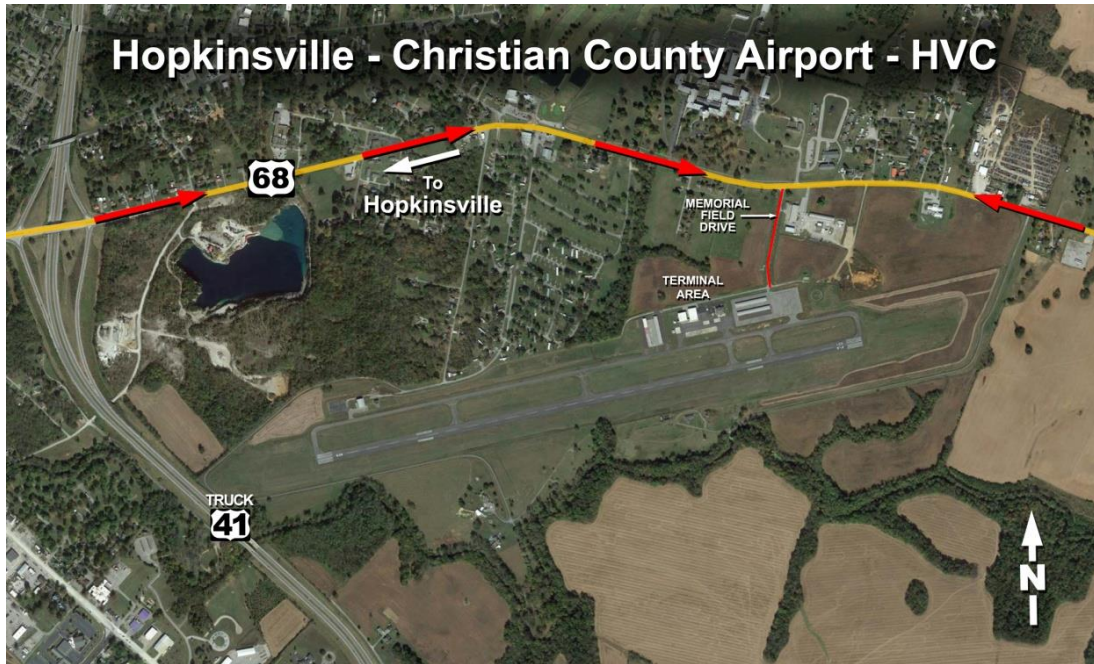 Hopkinsville - Christian County Airport - HVC
68
To
Hopkinsville
MEMORIAL
FIELD
DRIVE
TERMINAL
AREA
TRUCK
41
N